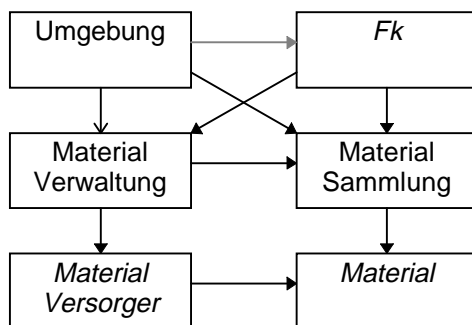 Umgebung
Fk
Material
Verwaltung
Material
Sammlung
Material
Versorger
Material